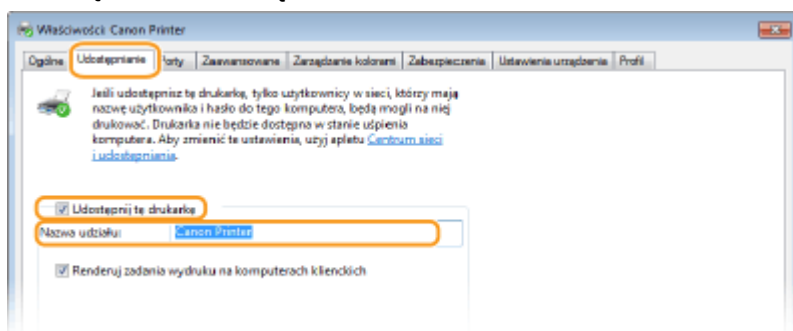 Właściwości: Canon Printer
Ogólne Udostępnianie Porty Zaawansowane Zarządzanie kolorami Zabezpieczenia Ustawienia urządzenia Profil
Jeśli udostępnisz tę drukarkę, tylko użytkownicy w sieci, którzy mają
nazwę użytkownika i hasło do tego komputera, będą mogli na niej
drukować. Drukarka nie będzie dostępna w stanie uśpienia
komputera. Aby zmienić te ustawienia, użyj apletu Centrum sieci
i udostępniania.
Udostępnij tę drukarkę
Nazwa udziału: Canon Printer
Renderuj zadania wydruku na komputerach klienckich